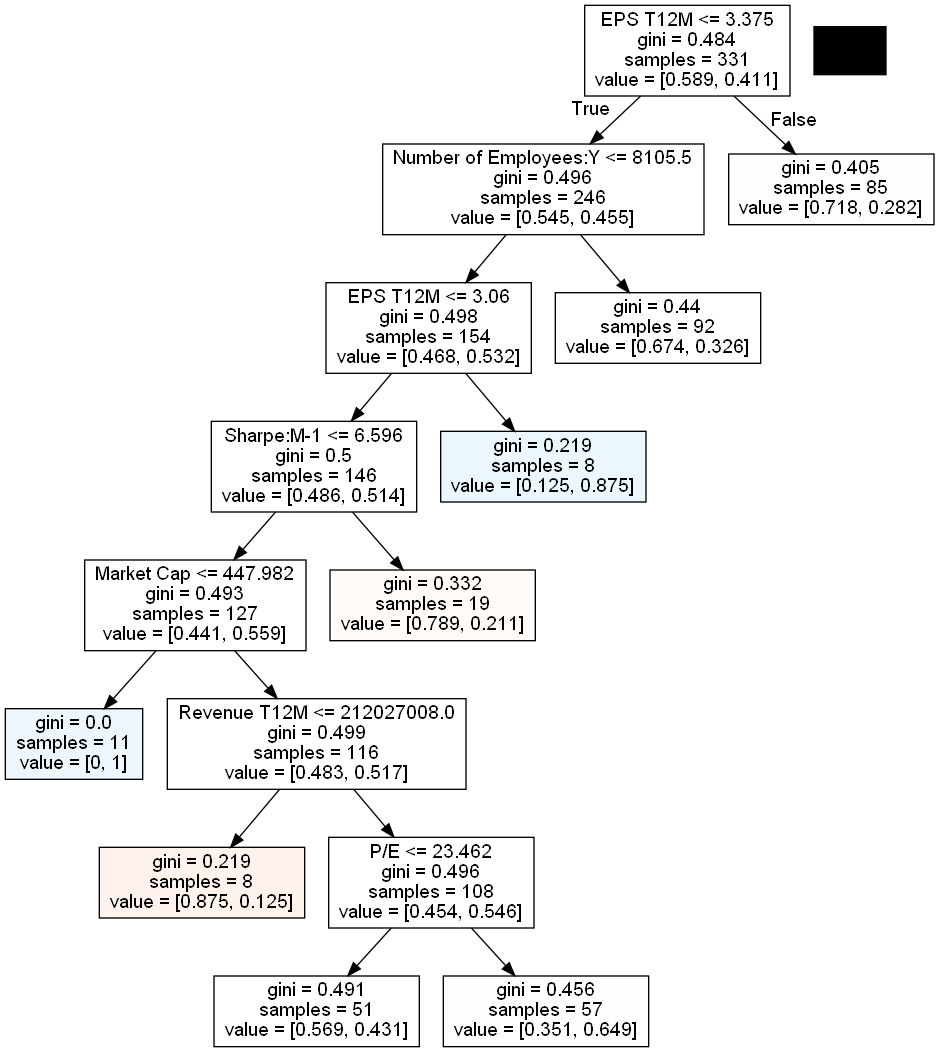 EPS T12M <= 3.375
gini = 0.484
samples = 331
value = [0.589, 0.411]
True
False
Number of Employees:Y <= 8105.5
gini = 0.496
samples = 246
value = [0.545, 0.455]
gini = 0.405
samples = 85
value = [0.718, 0.282]
EPS T12M <= 3.06
gini = 0.498
samples = 154
value = [0.468, 0.532]
gini = 0.44
samples = 92
value = [0.674, 0.326]
Sharpe:M-1 <= 6.596
gini = 0.5
samples = 146
value = [0.486, 0.514]
gini = 0.219
samples = 8
value = [0.125, 0.875]
Market Cap <= 447.982
gini = 0.493
samples = 127
value = [0.441, 0.559]
gini = 0.332
samples = 19
value = [0.789, 0.211]
gini = 0.0
samples = 11
value = [0, 1]
Revenue T12M <= 212027008.0
gini = 0.499
samples = 116
value = [0.483, 0.517]
gini = 0.219
samples = 8
value = [0.875, 0.125]
P/E <= 23.462
gini = 0.496
samples = 108
value = [0.454, 0.546]
gini = 0.491
samples = 51
value = [0.569, 0.431]
gini = 0.456
samples = 57
value = [0.351, 0.649]